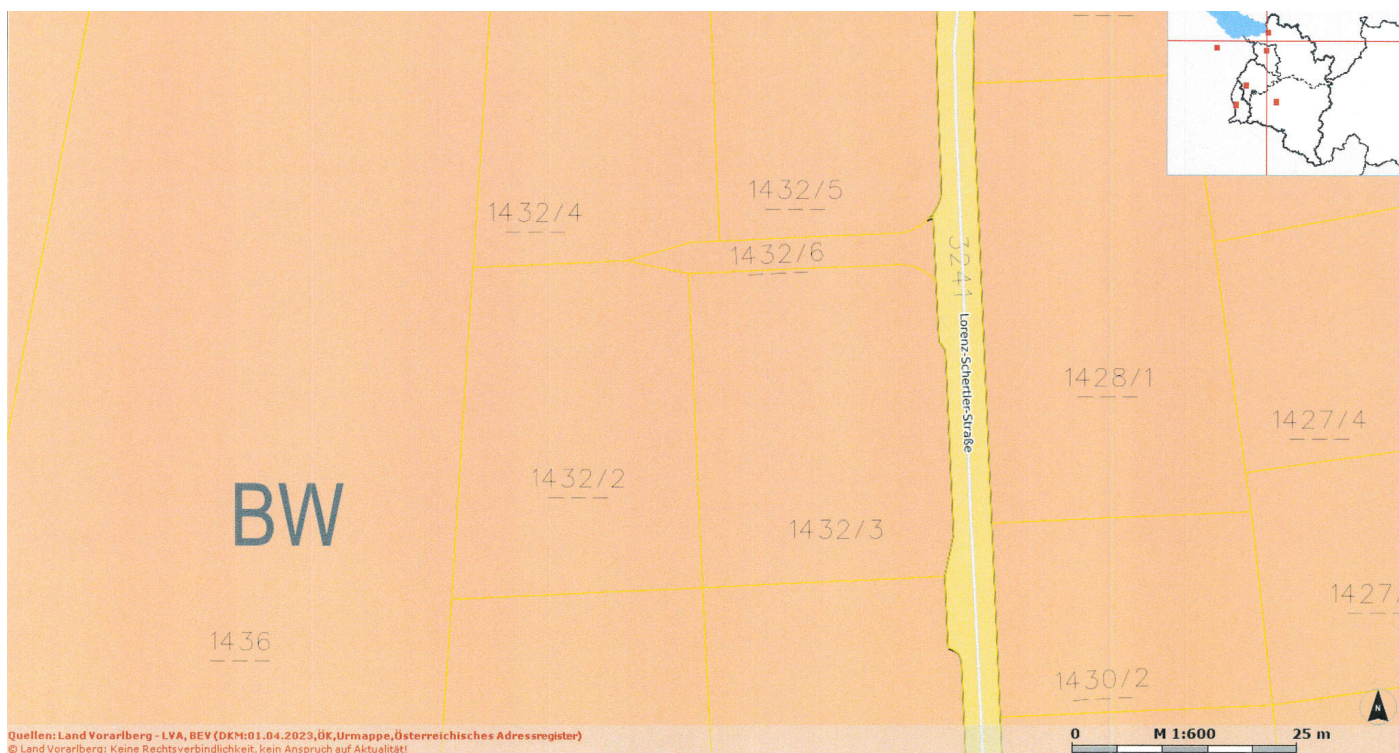 1432/5
1432/4
1432/6
3241
Lorenz-Schertler-Straße
1428/1
1427/4
1432/2
BW
1432/3
1427/
1436
1430/2
N
Quellen: Land Vorarlberg - LVA, BEV (DKM:01.04.2023,ÖK,Urmappe,Österreichisches Adressregister)
© Land Vorarlberg: Keine Rechtsverbindlichkeit, kein Anspruch auf Aktualität!
0 M 1:600 25 m